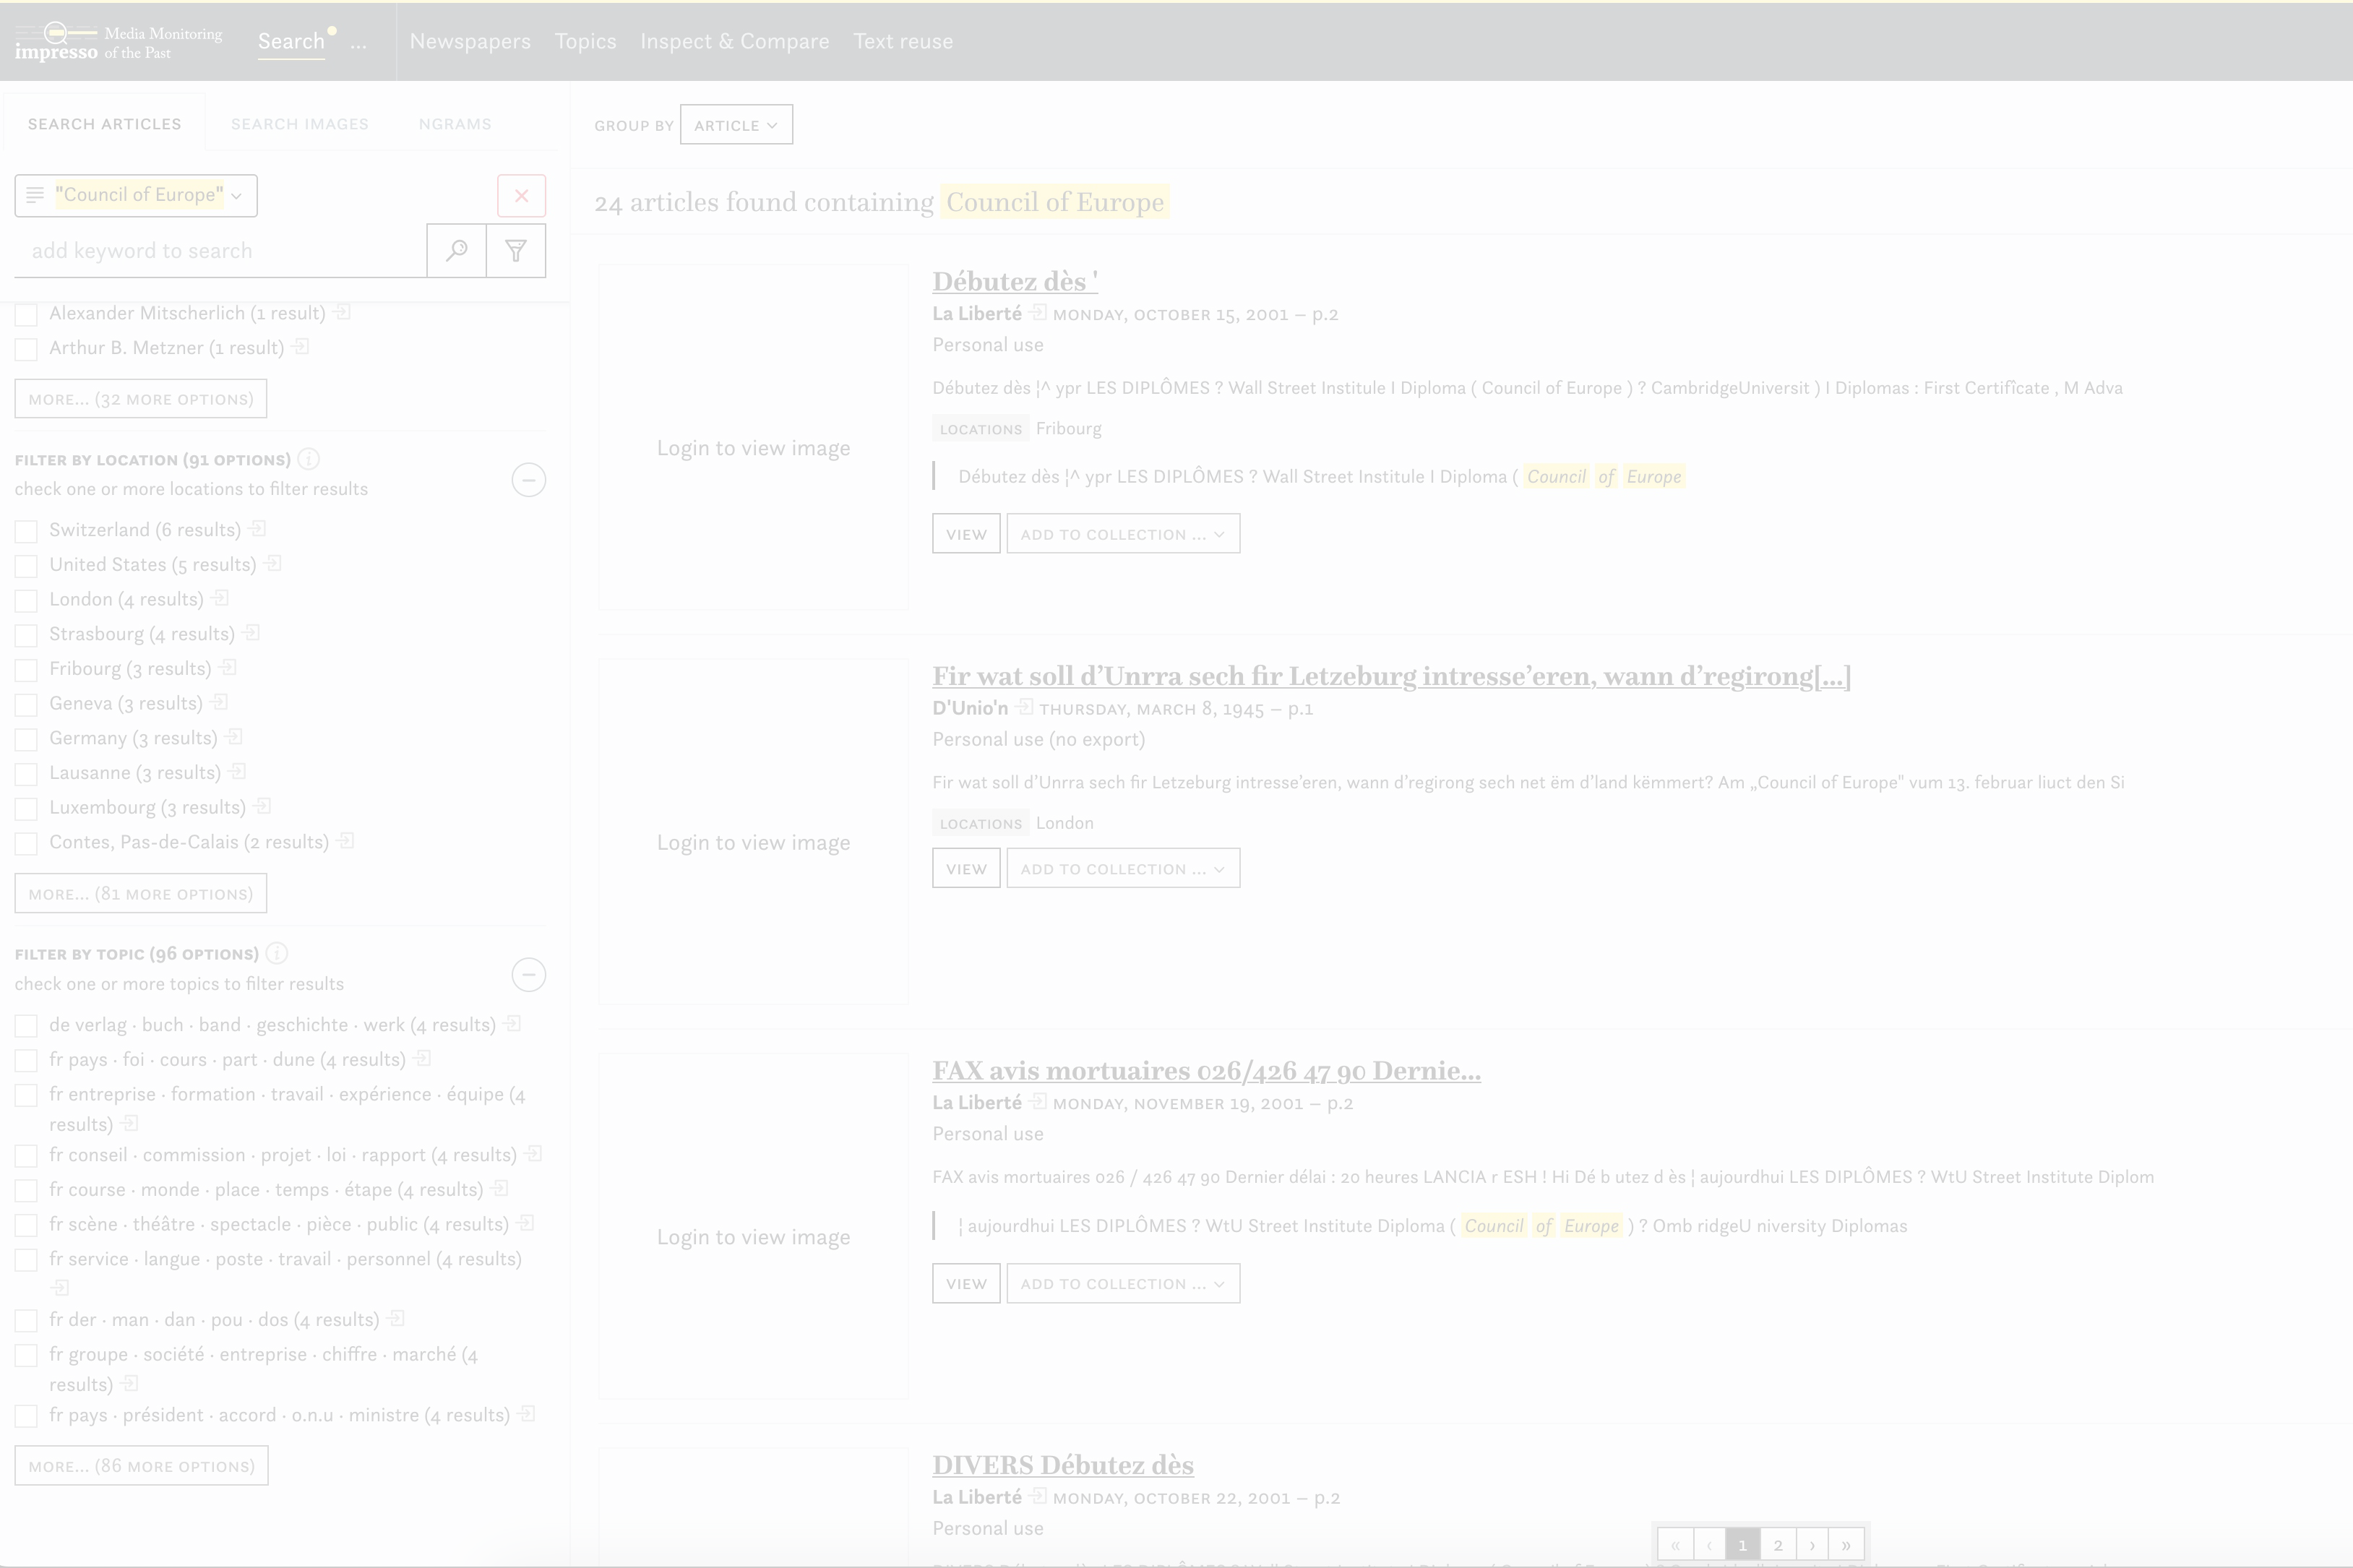 impresso Media Monitoring of the Past
Search ... Newspapers Topics Inspect & Compare Text reuse
SEARCH ARTICLES SEARCH IMAGES NGRAMS
"Council of Europe"
add keyword to search
Alexander Mitscherlich (1 result)
Arthur B. Metzner (1 result)
MORE... (32 MORE OPTIONS)
FILTER BY LOCATION (91 OPTIONS)
check one or more locations to filter results
Switzerland (6 results)
United States (5 results)
London (4 results)
Strasbourg (4 results)
Fribourg (3 results)
Geneva (3 results)
Germany (3 results)
Lausanne (3 results)
Luxembourg (3 results)
Contes, Pas-de-Calais (2 results)
MORE... (81 MORE OPTIONS)
FILTER BY TOPIC (96 OPTIONS)
check one or more topics to filter results
de verlag · buch · band · geschichte · werk (4 results)
fr pays · foi · cours · part · dune (4 results)
fr entreprise · formation · travail · expérience · équipe (4
results)
fr conseil · commission · projet · loi · rapport (4 results)
fr course · monde · place · temps · étape (4 results)
fr scène · théâtre · spectacle · pièce · public (4 results)
fr service · langue · poste · travail · personnel (4 results)
fr der · man · dan · pou · dos (4 results)
fr groupe · société · entreprise · chiffre · marché (4
results)
fr pays · président · accord · o.n.u · ministre (4 results)
MORE... (86 MORE OPTIONS)
GROUP BY ARTICLE
24 articles found containing Council of Europe
Login to view image
Débutez dès '
La Liberté MONDAY, OCTOBER 15, 2001 – p.2
Personal use
Débutez dès ¦^ ypr LES DIPLÔMES ? Wall Street Institule I Diploma ( Council of Europe ) ? CambridgeUniversit ) I Diplomas : First Certifîcate , M Adva
LOCATIONS Fribourg
Débutez dès ¦^ ypr LES DIPLÔMES ? Wall Street Institule I Diploma ( Council of Europe
VIEW ADD TO COLLECTION ...
Login to view image
Fir wat soll d’Unrra sech fir Letzeburg intresse’eren, wann d’regirong[...]
D'Unio'n THURSDAY, MARCH 8, 1945 – p.1
Personal use (no export)
Fir wat soll d’Unrra sech fir Letzeburg intresse’eren, wann d’regirong sech net ëm d’land këmmert? Am „Council of Europe" vum 13. februar liuct den Si
LOCATIONS London
VIEW ADD TO COLLECTION ...
Login to view image
FAX avis mortuaires 026/426 47 90 Dernie...
La Liberté MONDAY, NOVEMBER 19, 2001 – p.2
Personal use
FAX avis mortuaires 026 / 426 47 90 Dernier délai : 20 heures LANCIA r ESH ! Hi Dé b utez d ès ¦ aujourdhui LES DIPLÔMES ? WtU Street Institute Diplom
¦ aujourdhui LES DIPLÔMES ? WtU Street Institute Diploma ( Council of Europe ) ? Omb ridgeU niversity Diplomas
VIEW ADD TO COLLECTION ...
DIVERS Débutez dès
La Liberté MONDAY, OCTOBER 22, 2001 – p.2
Personal use
« ‹ 1 2 › »